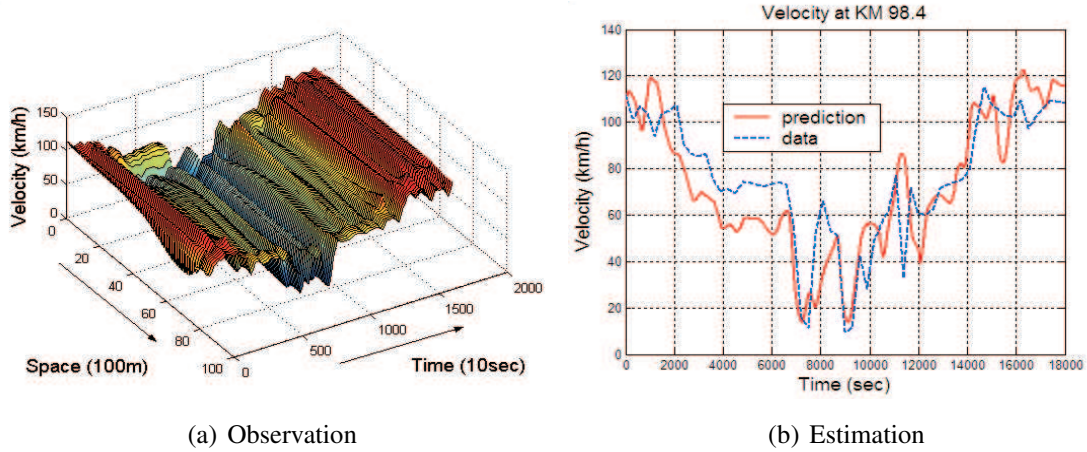 Velocity (km/h)
150
100
50
0
0
20
40
60
80
100
Space (100m)
0
500
1000
1500
2000
Time (10sec)
(a) Observation
Velocity at KM 98.4
Velocity (km/h)
140
120
100
80
60
40
20
0
prediction
data
0 2000 4000 6000 8000 10000 12000 14000 16000 18000
Time (sec)
(b) Estimation